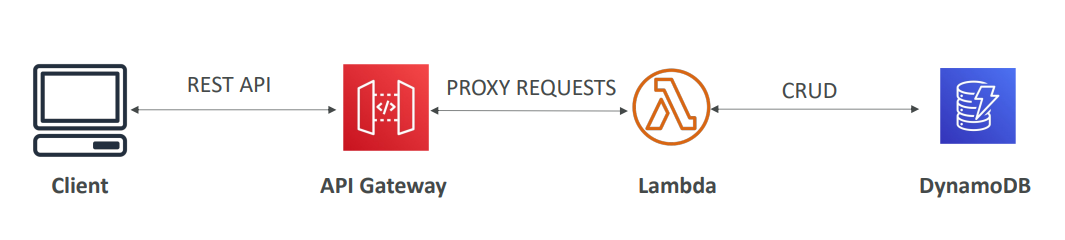 REST API
PROXY REQUESTS
CRUD
</>
Client
API Gateway
Lambda
DynamoDB